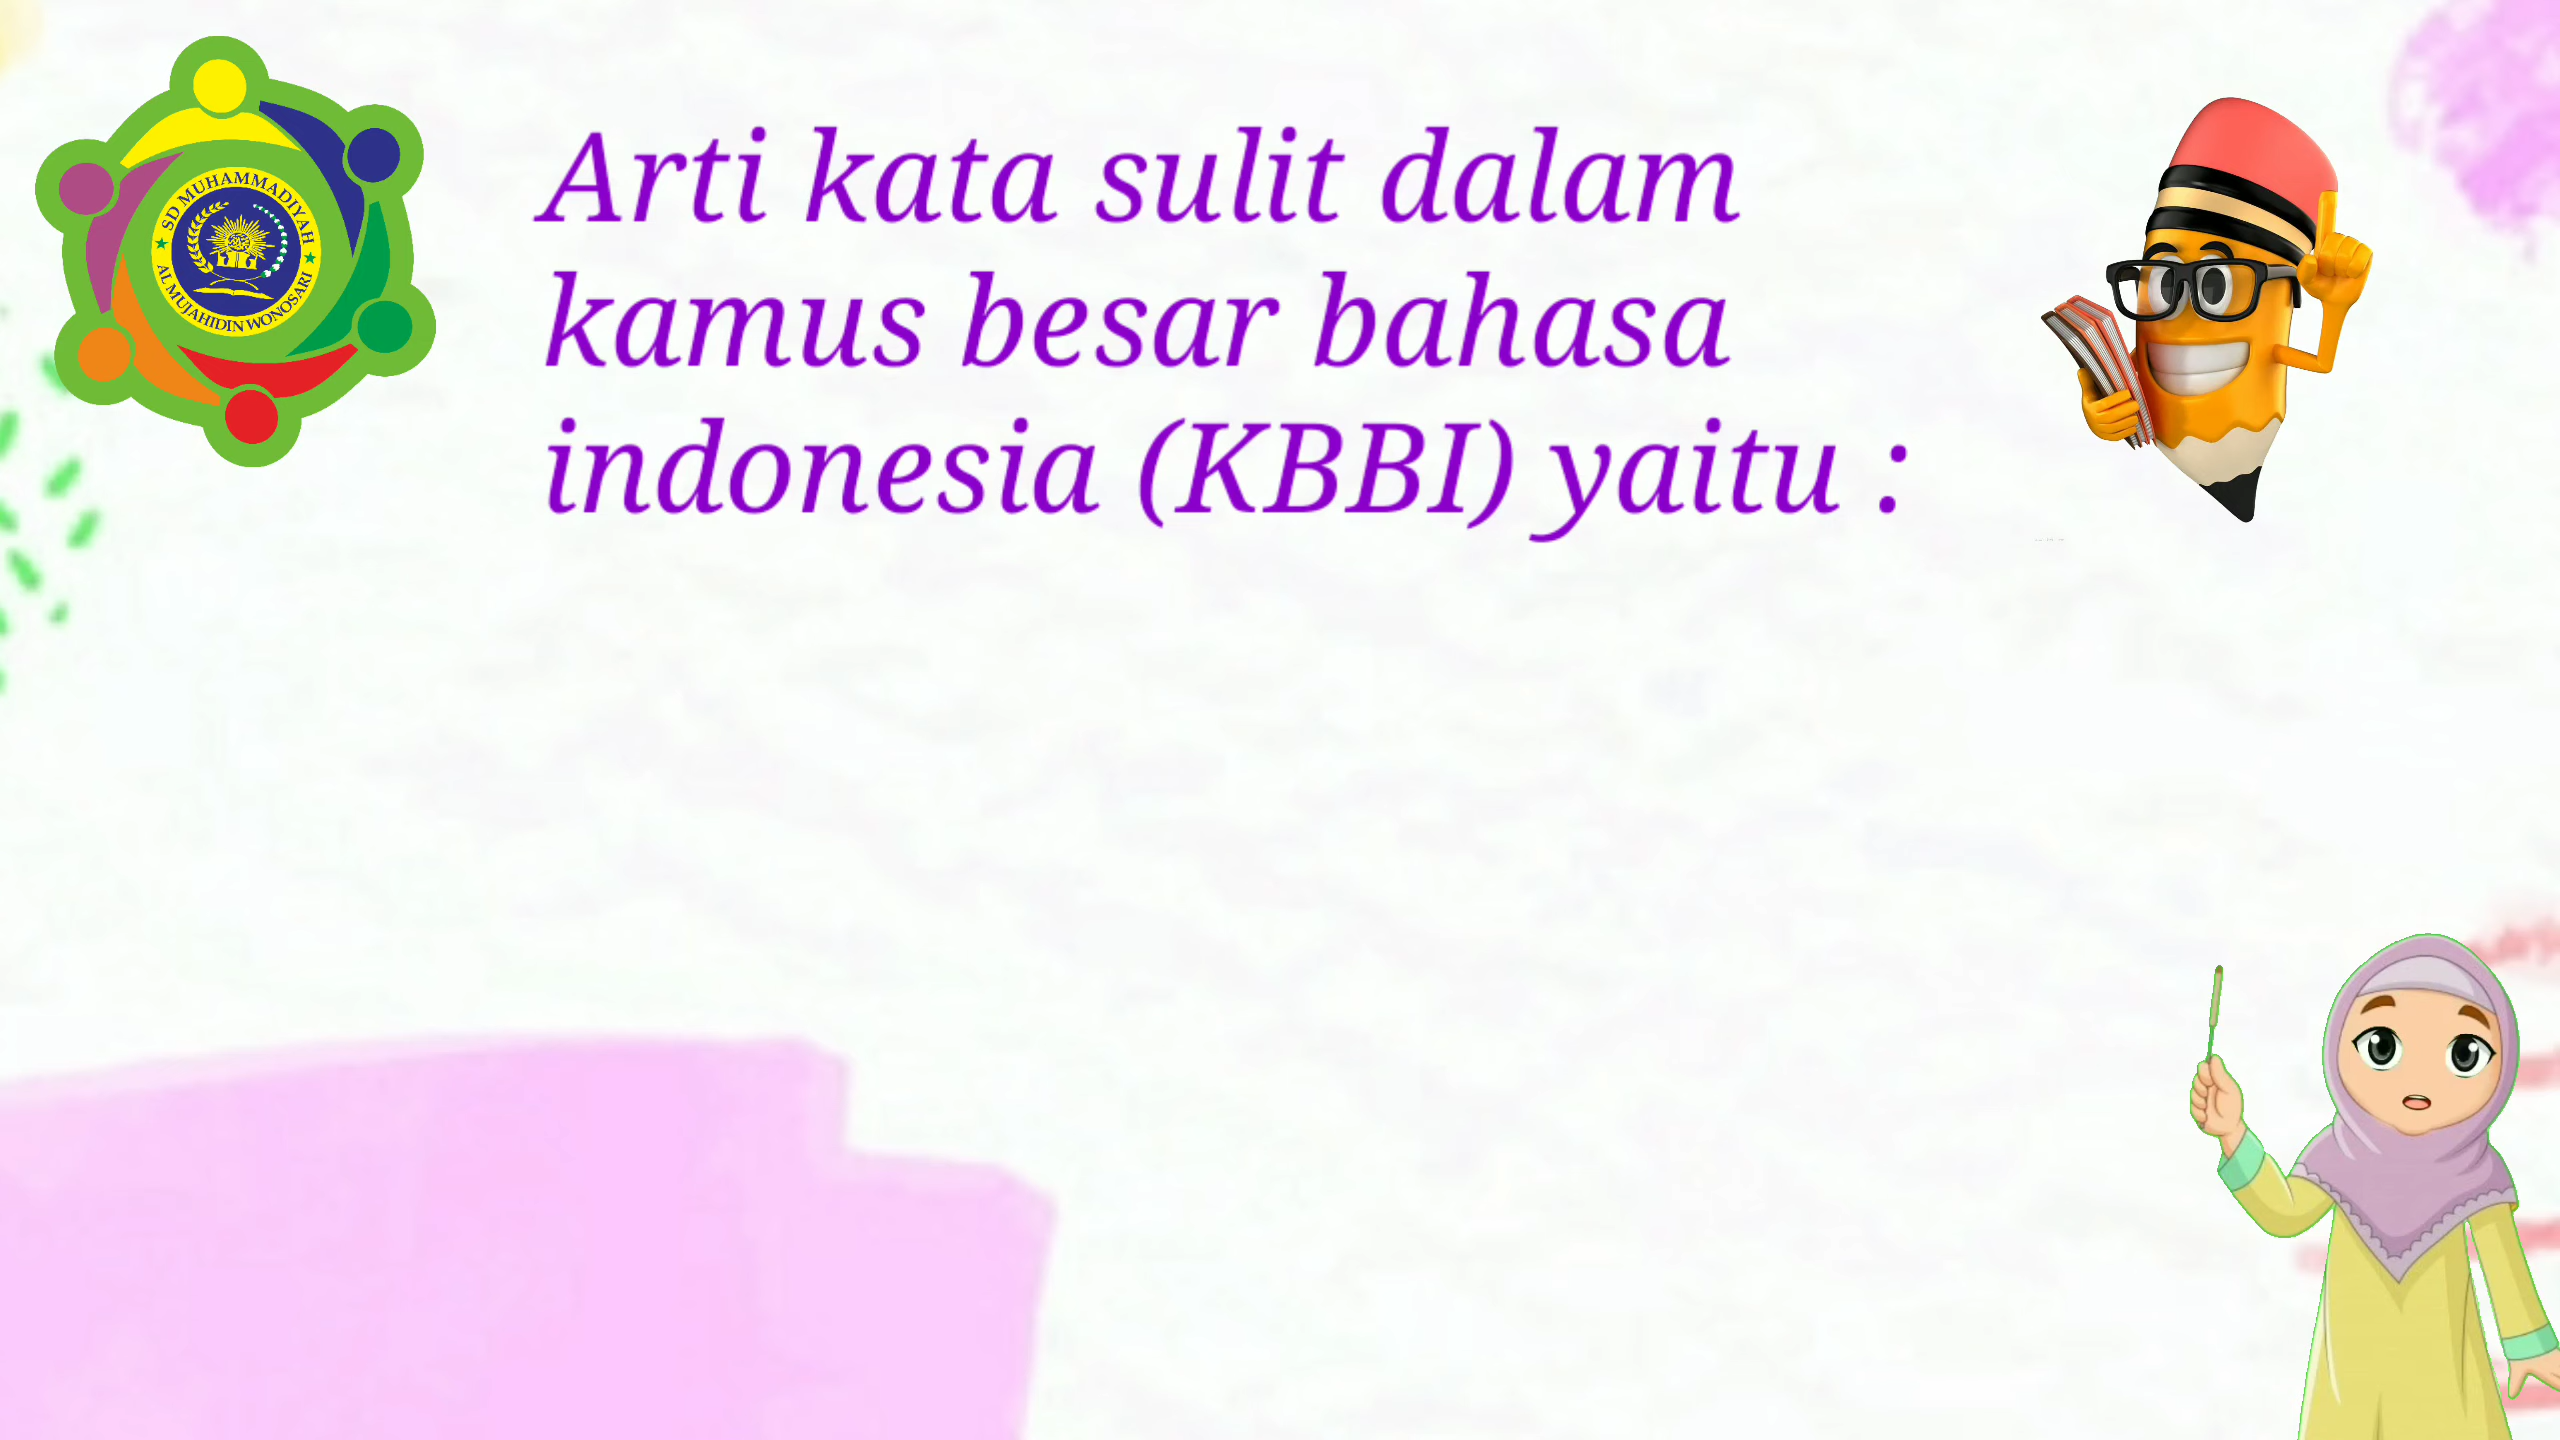 SD MUHAMMADIYAH
AL MUJAHIDIN WONOSARI
Arti kata sulit dalam
kamus besar bahasa
indonesia (KBBI) yaitu :